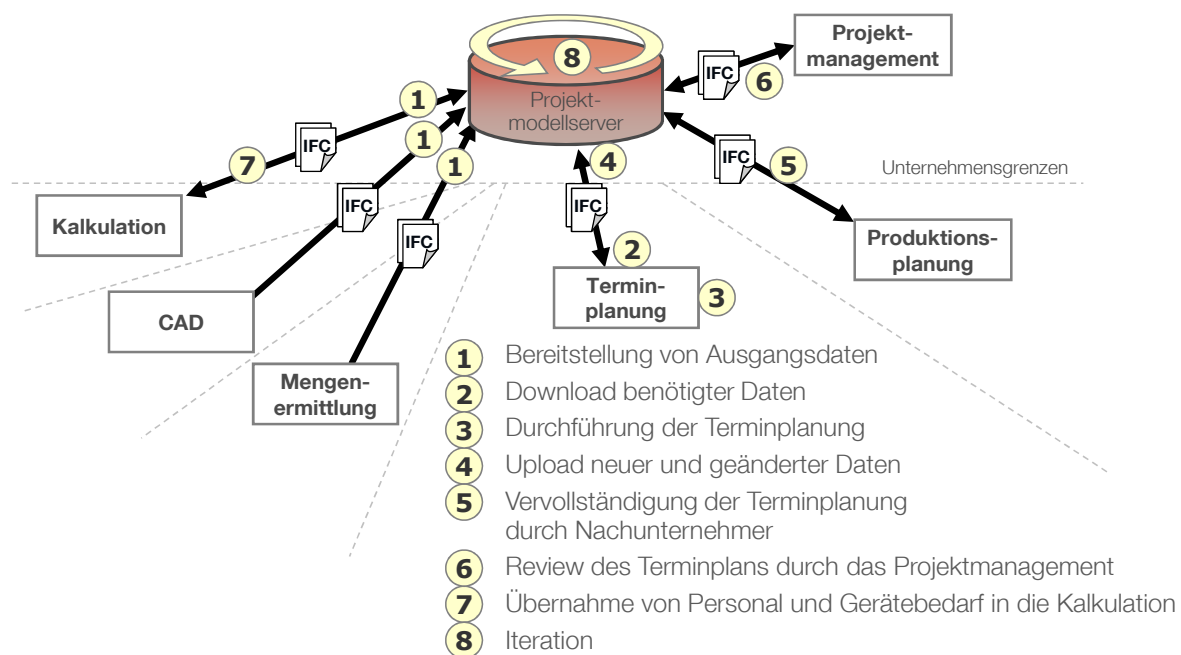 Projekt-
management
8
IFC
6
Projekt-
modellserver
1
IFC
1
7
1
4
IFC
5
Unternehmensgrenzen
Kalkulation
IFC
IFC
IFC
2
Produktions-
planung
CAD
Termin-
planung
3
Mengen-
ermittlung
1 Bereitstellung von Ausgangsdaten
2 Download benötigter Daten
3 Durchführung der Terminplanung
4 Upload neuer und geänderter Daten
5 Vervollständigung der Terminplanung
durch Nachunternehmer
6 Review des Terminplans durch das Projektmanagement
7 Übernahme von Personal und Gerätebedarf in die Kalkulation
8 Iteration